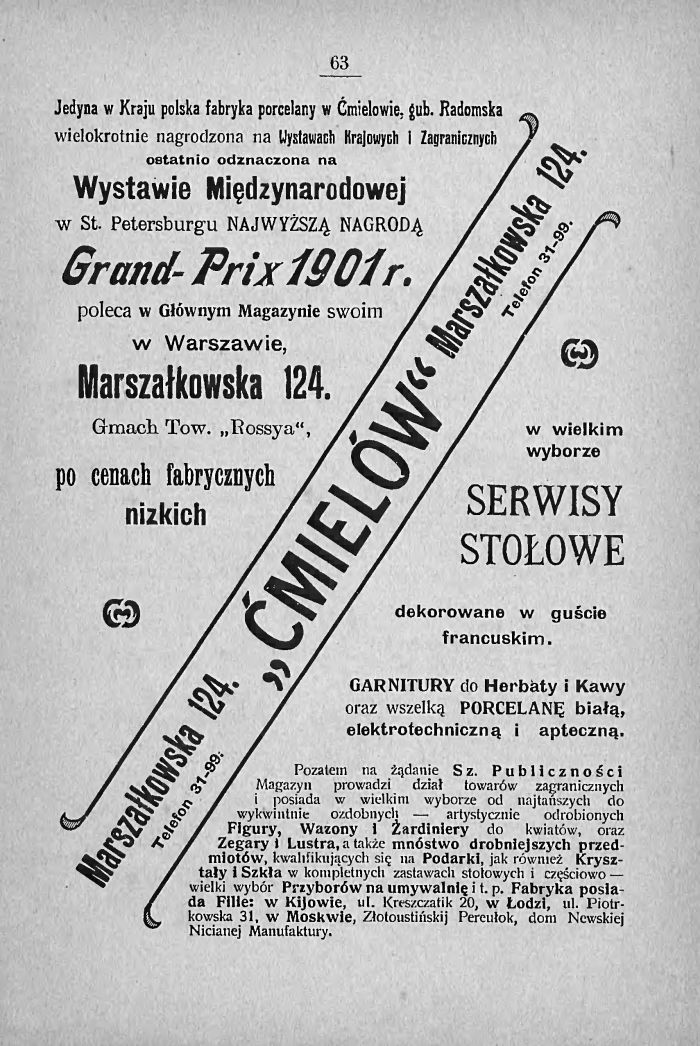 63
Jedyna w Kraju polska fabryka porcelany w Ćmielowie, gub. Radomska
wielokrotnie nagrodzona na Wystawach Krajowych i Zagranicznych
ostatnio odznaczona na
Wystawie Międzynarodowej
w St. Petersburgu NAJWYŻSZĄ NAGRODĄ
Grand-Prix 1901 r.
poleca w Głównym Magazynie swoim
w Warszawie,
Marszałkowska 124.
Gmach Tow. „Rossya“,
po cenach fabrycznych
nizkich
Marszałkowska 124.
Telefon 31-99.
„ĆMIELÓW“
Marszałkowska 124.
Telefon 31-99.
w wielkim
wyborze
SERWISY
STOŁOWE
dekorowane w guście
francuskim.
GARNITURY do Herbaty i Kawy
oraz wszelką PORCELANĘ białą,
elektrotechniczną i apteczną.
Pozatem na żądanie Sz. Publiczności
Magazyn prowadzi dział towarów zagranicznych
i posiada w wielkim wyborze od najtańszych do
wykwintnie ozdobnych — artystycznie odrobionych
Figury, Wazony i Żardiniery do kwiatów, oraz
Zegary i Lustra, a także mnóstwo drobniejszych przed-
miotów, kwalifikujących się na Podarki, jak również Krysz-
tały i Szkła w kompletnych zastawach stołowych i częściowo —
wielki wybór Przyborów na umywalnię i t. p. Fabryka posia-
da Filie: w Kijowie, ul. Kreszczatik 20, w Łodzi, ul. Piotr-
kowska 31, w Moskwie, Złotoustińskij Pereułok, dom Newskiej
Nicianej Manufaktury.